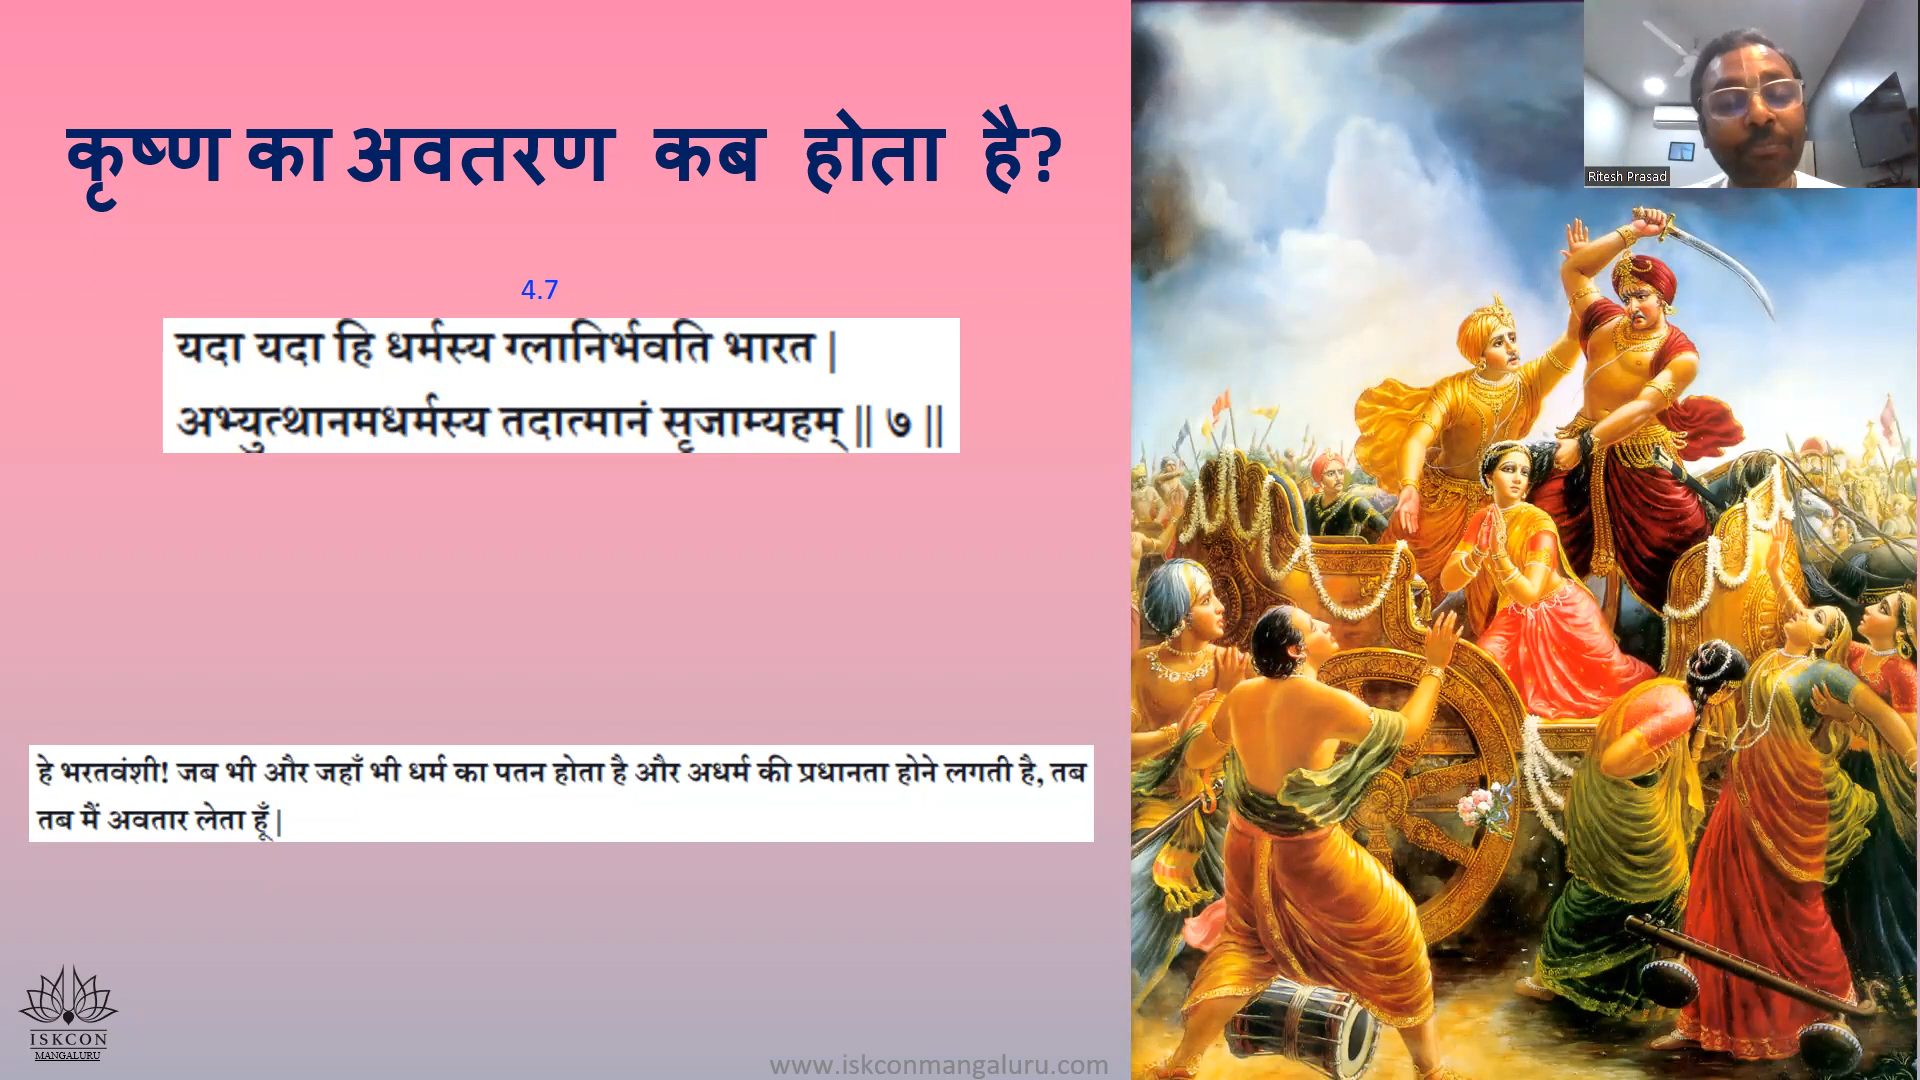 कृष्ण का अवतरण कब होता है?
Ritesh Prasad
4.7
यदा यदा हि धर्मस्य ग्लानिर्भवति भारत |
अभ्युत्थानमधर्मस्य तदात्मानं सृजाम्यहम् || ७ ||
हे भरतवंशी! जब भी और जहाँ भी धर्म का पतन होता है और अधर्म की प्रधानता होने लगती है, तब
तब मैं अवतार लेता हूँ |
ISKCON
MANGALURU
www.iskconmangaluru.com